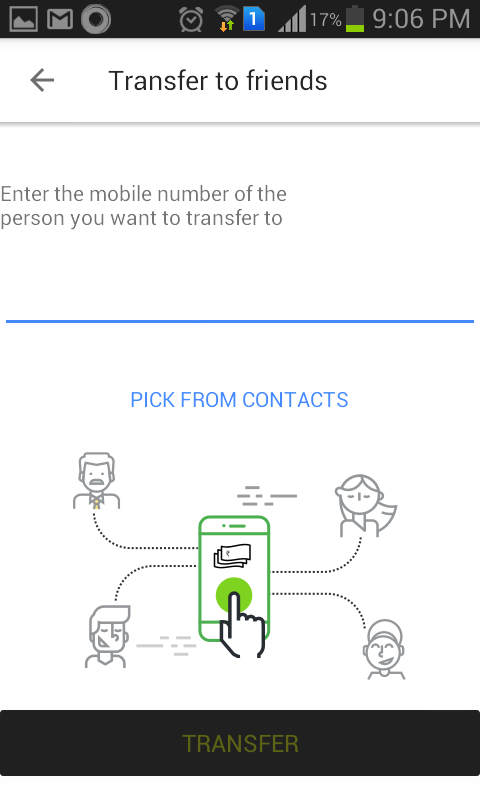 1 17% 9:06 PM
Transfer to friends
Enter the mobile number of the
person you want to transfer to
PICK FROM CONTACTS
₹
TRANSFER